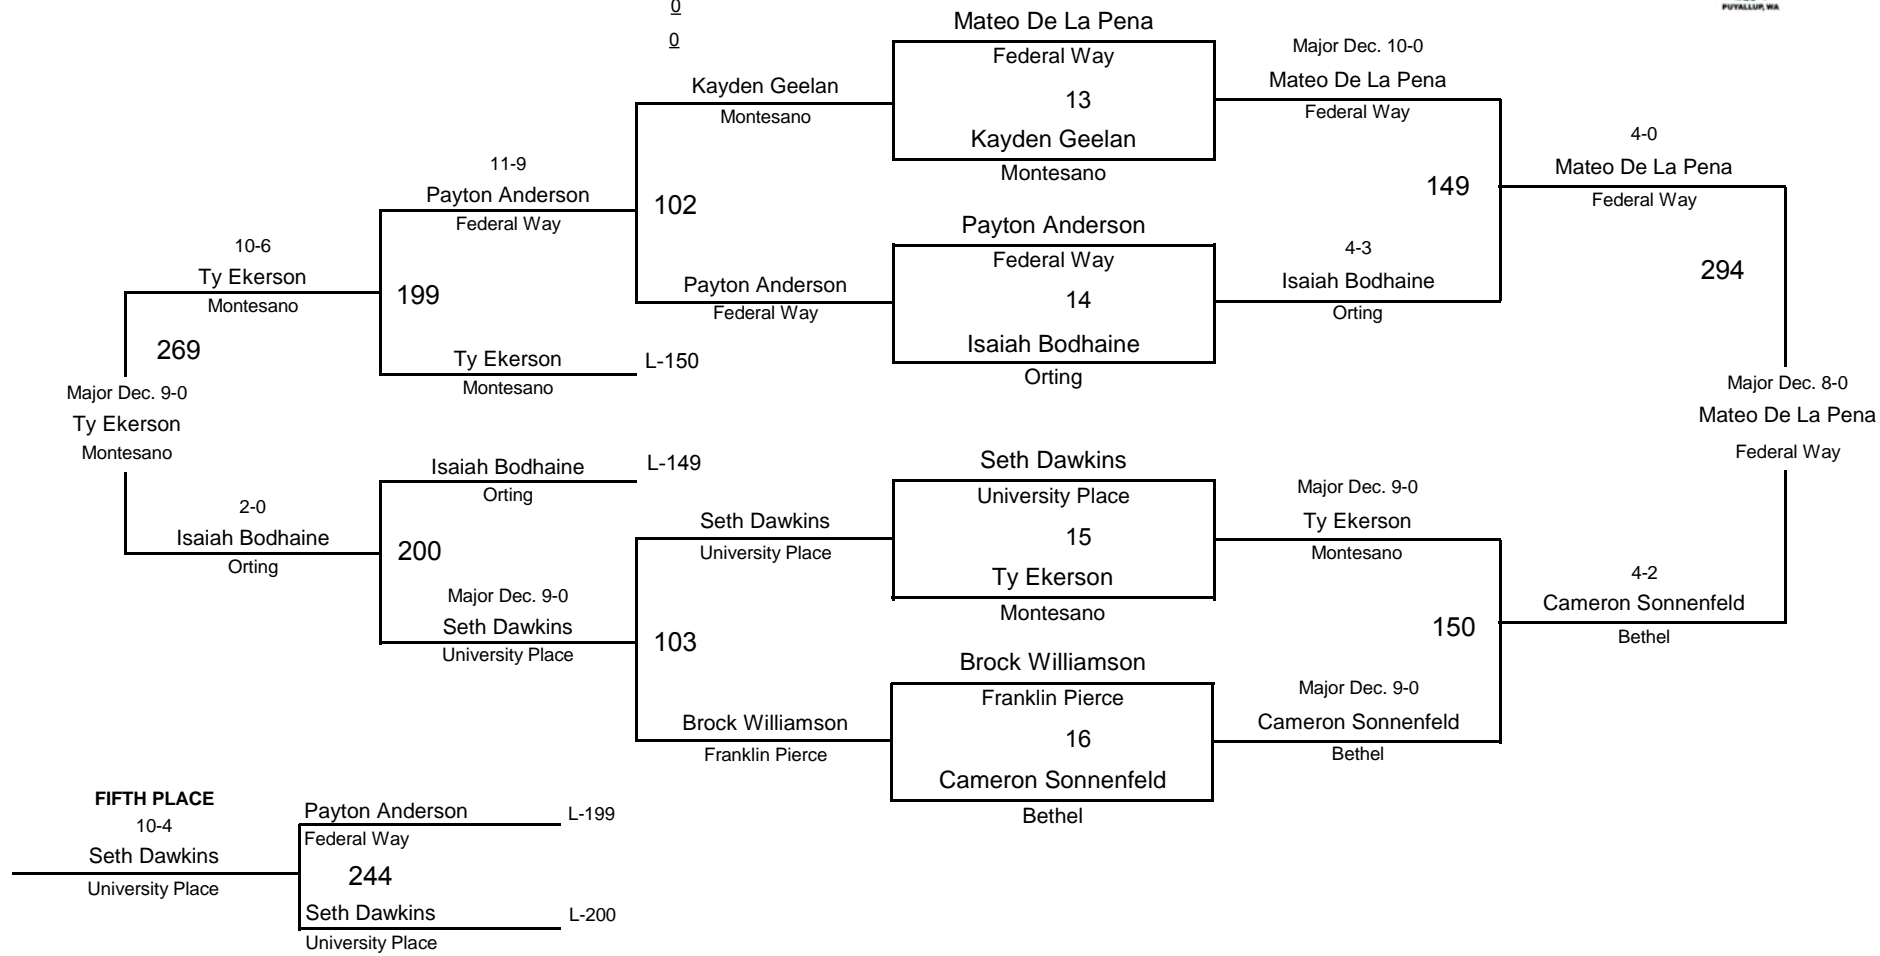 0
0
PUYALLUP, WA
Mateo De La Pena
Federal Way
13
Kayden Geelan
Montesano
Major Dec. 10-0
Mateo De La Pena
Federal Way
Kayden Geelan
Montesano
11-9
Payton Anderson
Federal Way
102
149
4-0
Mateo De La Pena
Federal Way
Payton Anderson
Federal Way
14
Isaiah Bodhaine
Orting
4-3
Isaiah Bodhaine
Orting
Payton Anderson
Federal Way
10-6
Ty Ekerson
Montesano
199
294
269
Ty Ekerson
Montesano
L-150
Major Dec. 9-0
Ty Ekerson
Montesano
Major Dec. 8-0
Mateo De La Pena
Federal Way
Isaiah Bodhaine
Orting
L-149
Seth Dawkins
University Place
15
Ty Ekerson
Montesano
Major Dec. 9-0
Ty Ekerson
Montesano
Seth Dawkins
University Place
2-0
Isaiah Bodhaine
Orting
200
Major Dec. 9-0
Seth Dawkins
University Place
103
150
4-2
Cameron Sonnenfeld
Bethel
Brock Williamson
Franklin Pierce
16
Cameron Sonnenfeld
Bethel
Major Dec. 9-0
Cameron Sonnenfeld
Bethel
Brock Williamson
Franklin Pierce
FIFTH PLACE
10-4
Seth Dawkins
University Place
Payton Anderson
Federal Way
L-199
244
Seth Dawkins
University Place
L-200